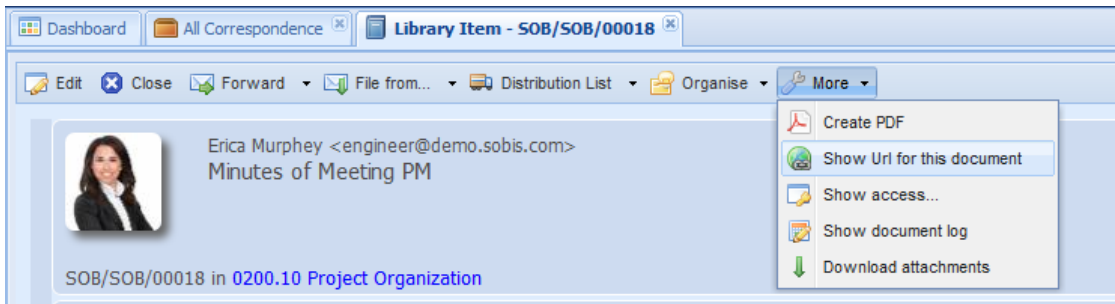 Dashboard All Correspondence Library Item - SOB/SOB/00018
Edit Close Forward File from... Distribution List Organise More
Create PDF
Show Url for this document
Show access...
Show document log
Download attachments
Erica Murphey <engineer@demo.sobis.com>
Minutes of Meeting PM
SOB/SOB/00018 in 0200.10 Project Organization